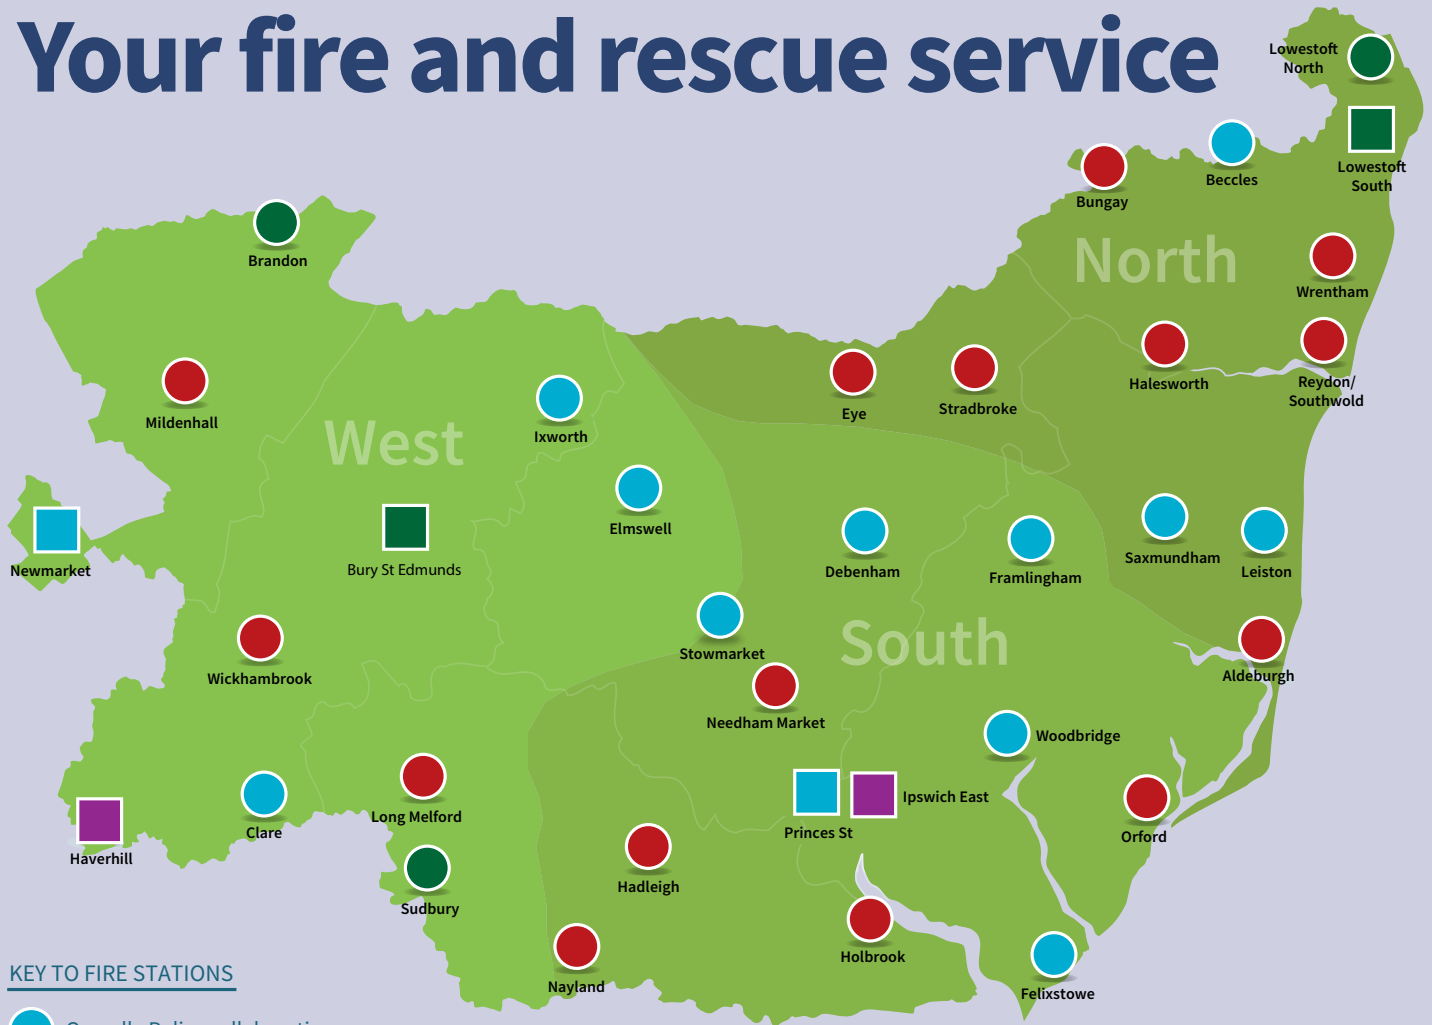 Your fire and rescue service
Lowestoft
North
Lowestoft
South
Beccles
Bungay
North
Brandon
Wrentham
Halesworth
Reydon/
Southwold
Mildenhall
Ixworth
Eye
Stradbroke
West
Elmswell
Newmarket
Bury St Edmunds
Debenham
Framlingham
Saxmundham
Leiston
South
Stowmarket
Wickhambrook
Aldeburgh
Needham Market
Woodbridge
Ipswich East
Princes St
Orford
Long Melford
Clare
Haverhill
Hadleigh
Sudbury
Holbrook
Nayland
Felixstowe
KEY TO FIRE STATIONS